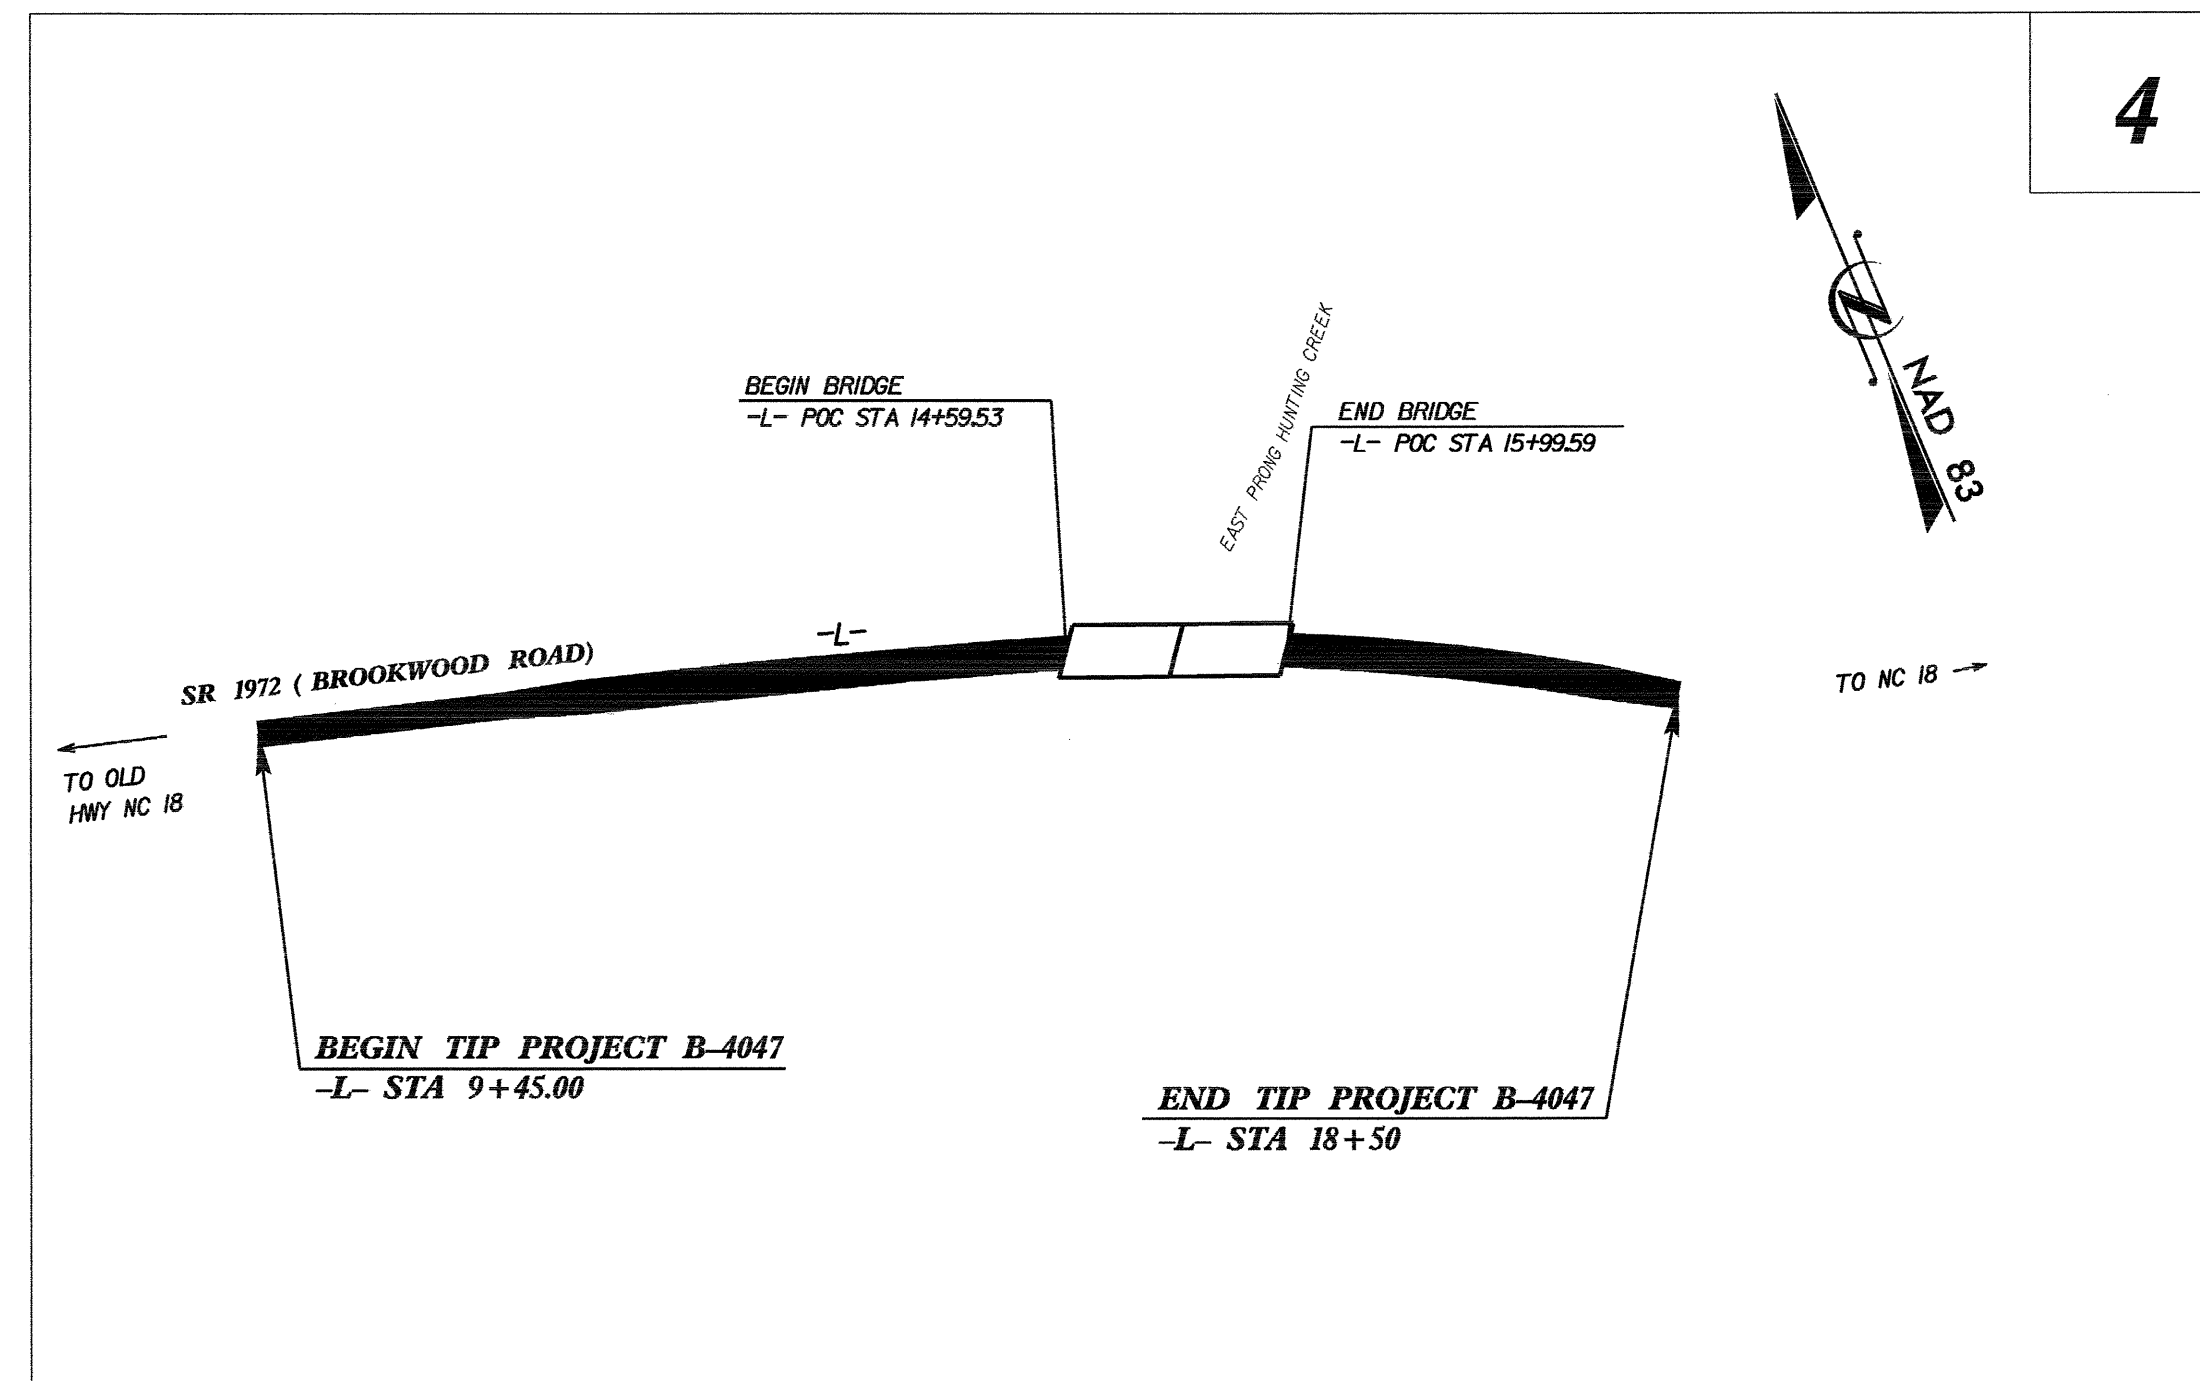 4
N
NAD 83
BEGIN BRIDGE
-L- POC STA 14+59.53
EAST PRONG HUNTING CREEK
END BRIDGE
-L- POC STA 15+99.59
-L-
SR 1972 ( BROOKWOOD ROAD)
TO NC 18
TO OLD
HWY NC 18
BEGIN TIP PROJECT B-4047
-L- STA 9+45.00
END TIP PROJECT B-4047
-L- STA 18+50